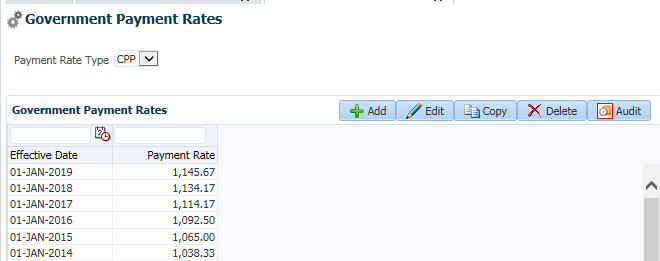 Government Payment Rates
Payment Rate Type CPP
Government Payment Rates Add Edit Copy Delete Audit
Effective Date Payment Rate
01-JAN-2019 1,145.67
01-JAN-2018 1,134.17
01-JAN-2017 1,114.17
01-JAN-2016 1,092.50
01-JAN-2015 1,065.00
01-JAN-2014 1,038.33